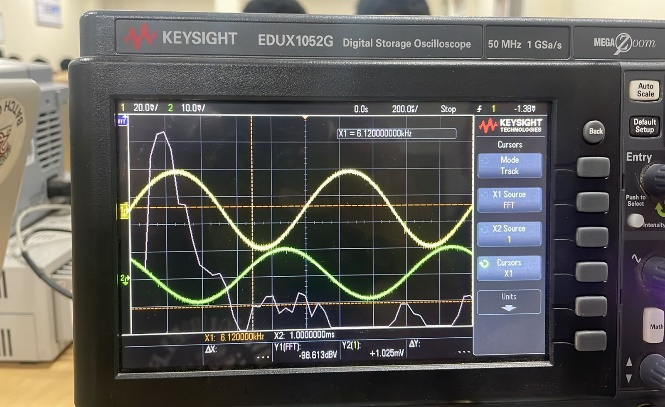 KEYSIGHT EDUX1052G Digital Storage Oscilloscope 50 MHz 1 GSa/s MEGA Zoom
1 20.0V/ 2 10.0V/ 0.0s 200.0 Stop 1 -1.38V
X1 = 6.120000000kHz
KEYSIGHT
TECHNOLOGIES
Cursors
Mode
Track
X1 Source
FFT
X2 Source
1
Cursors
X1
Units
X1: 6.120000kHz X2: 1.0000000ms
ΔX: ... Y1(FFT): Y2(1): ΔY: ...
-98.613dBV +1.025mV
Back
Auto
Scale
Default
Setup
Entry
Push to
Select
Intensity
Math